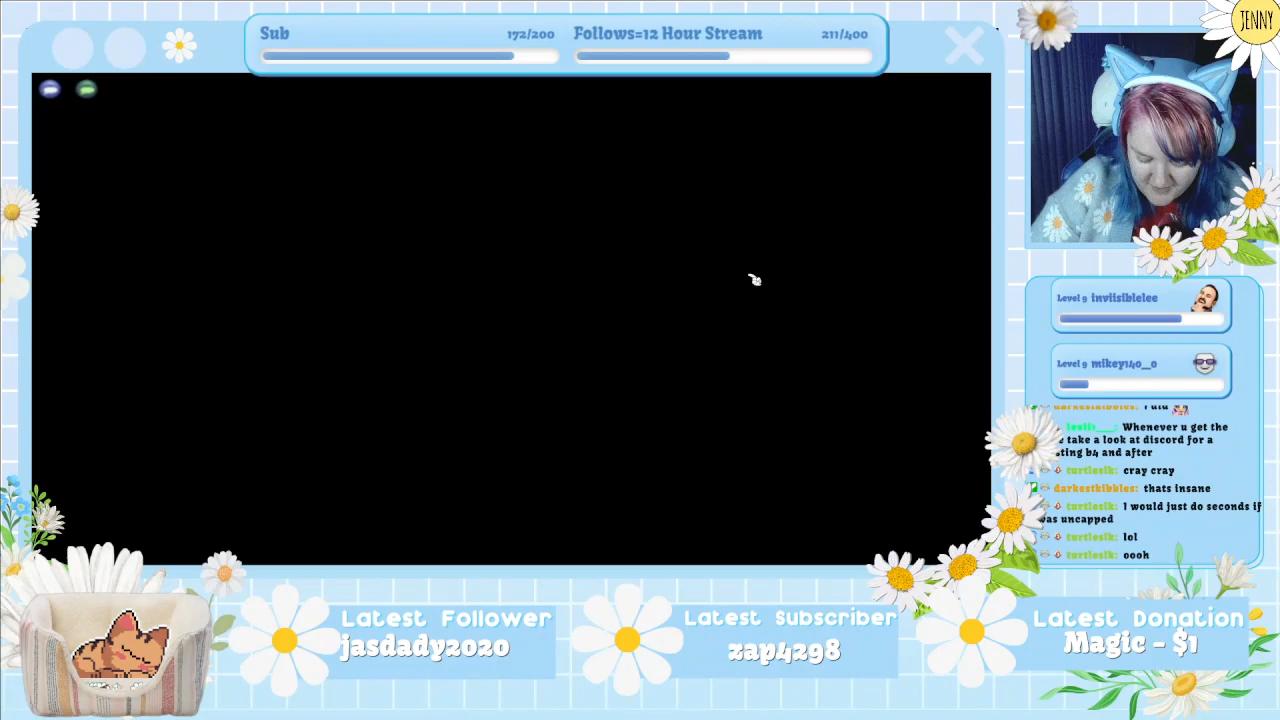 JENNY
Sub 172/200 Follows=12 Hour Stream 211/400
Level 9 inviisiblelee
Level 9 mikey140_0
darkestkibbles:
Whenever u get the
take a look at discord for a
b4 and after
turtlesik: cray cray
darkestkibbles: thats insane
turtlesik: I would just do seconds if
was uncapped
turtlesik: lol
turtlesik: oooh
Latest Follower
jasdady2020
Latest Subscriber
zap4298
Latest Donation
Magic - $1